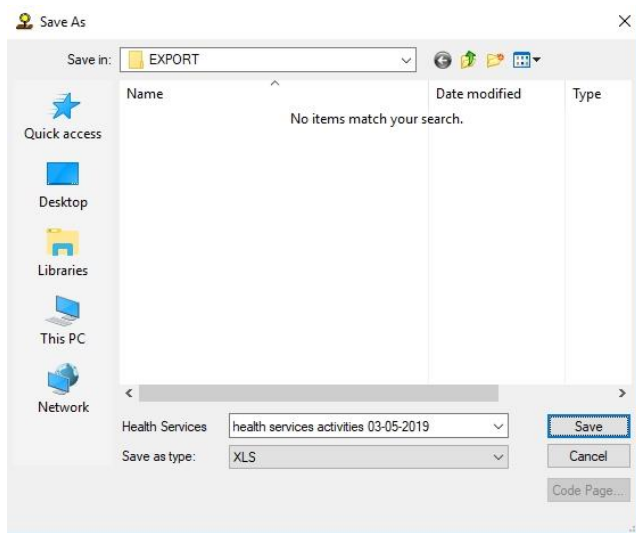 Save As
Save in: EXPORT
Name Date modified Type
No items match your search.
Quick access
Desktop
Libraries
This PC
Network
Health Services health services activities 03-05-2019 Save
Save as type: XLS Cancel
Code Page...